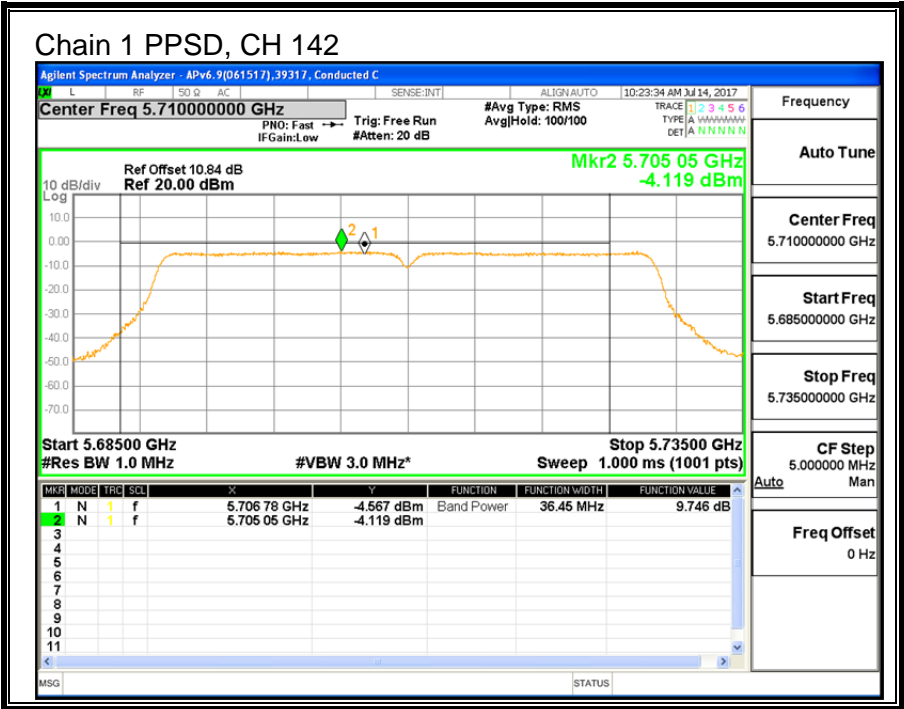 Chain 1 PPSD, CH 142
Agilent Spectrum Analyzer - APv6.9(061517),39317, Conducted C
L RF 50 Ω AC SENSE:INT ALIGN AUTO 10:23:34 AM Jul 14, 2017
Center Freq 5.710000000 GHz
PNO: Fast
IFGain:Low
Trig: Free Run
#Atten: 20 dB
#Avg Type: RMS
Avg|Hold: 100/100
TRACE 1 2 3 4 5 6
TYPE A WWWWW
DET A N N N N N
Frequency
Auto Tune
Center Freq
5.710000000 GHz
Start Freq
5.685000000 GHz
Stop Freq
5.735000000 GHz
CF Step
5.000000 MHz
Auto Man
Freq Offset
0 Hz
Mkr2 5.705 05 GHz
-4.119 dBm
Ref Offset 10.84 dB
10 dB/div Ref 20.00 dBm
Log
10.0
0.00
-10.0
-20.0
-30.0
-40.0
-50.0
-60.0
-70.0
2
1
Start 5.68500 GHz Stop 5.73500 GHz
#Res BW 1.0 MHz #VBW 3.0 MHz* Sweep 1.000 ms (1001 pts)
MKR MODE TRC SCL X Y FUNCTION FUNCTION WIDTH FUNCTION VALUE
1 N 1 f 5.706 78 GHz -4.567 dBm Band Power 36.45 MHz 9.746 dB
2 N 1 f 5.705 05 GHz -4.119 dBm
3
4
5
6
7
8
9
10
11
MSG STATUS